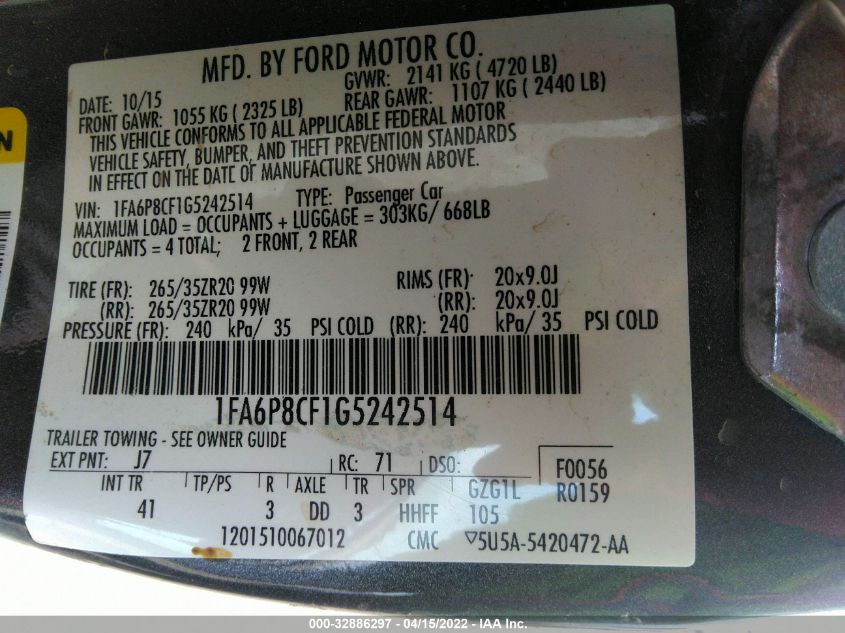 MFD. BY FORD MOTOR CO.
DATE: 10/15 GVWR: 2141 KG ( 4720 LB)
FRONT GAWR: 1055 KG ( 2325 LB) REAR GAWR: 1107 KG ( 2440 LB)
THIS VEHICLE CONFORMS TO ALL APPLICABLE FEDERAL MOTOR
VEHICLE SAFETY, BUMPER, AND THEFT PREVENTION STANDARDS
IN EFFECT ON THE DATE OF MANUFACTURE SHOWN ABOVE.
VIN: 1FA6P8CF1G5242514 TYPE: Passenger Car
MAXIMUM LOAD = OCCUPANTS + LUGGAGE = 303KG/ 668LB
OCCUPANTS = 4 TOTAL; 2 FRONT, 2 REAR
TIRE (FR): 265/35ZR20 99W RIMS (FR): 20x9.0J
(RR): 265/35ZR20 99W (RR): 20x9.0J
PRESSURE (FR): 240 kPa/ 35 PSI COLD (RR): 240 kPa/ 35 PSI COLD
1FA6P8CF1G5242514
TRAILER TOWING - SEE OWNER GUIDE
EXT PNT: J7 RC: 71 DSO: F0056
INT TR TP/PS R AXLE TR SPR GZG1L R0159
41 3 DD 3 HHFF 105
1201510067012 CMC ▽5U5A-5420472-AA
N
000-32886297 - 04/15/2022 - IAA Inc.